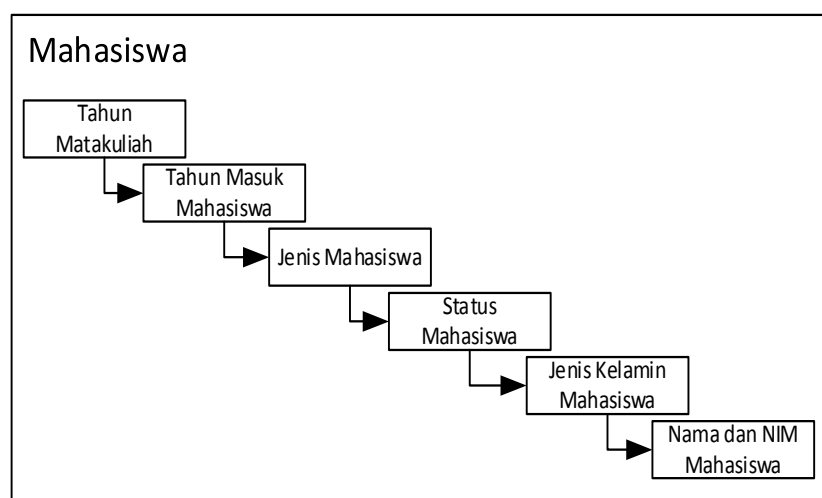 Mahasiswa
Tahun
Matakuliah
Tahun Masuk
Mahasiswa
Jenis Mahasiswa
Status
Mahasiswa
Jenis Kelamin
Mahasiswa
Nama dan NIM
Mahasiswa